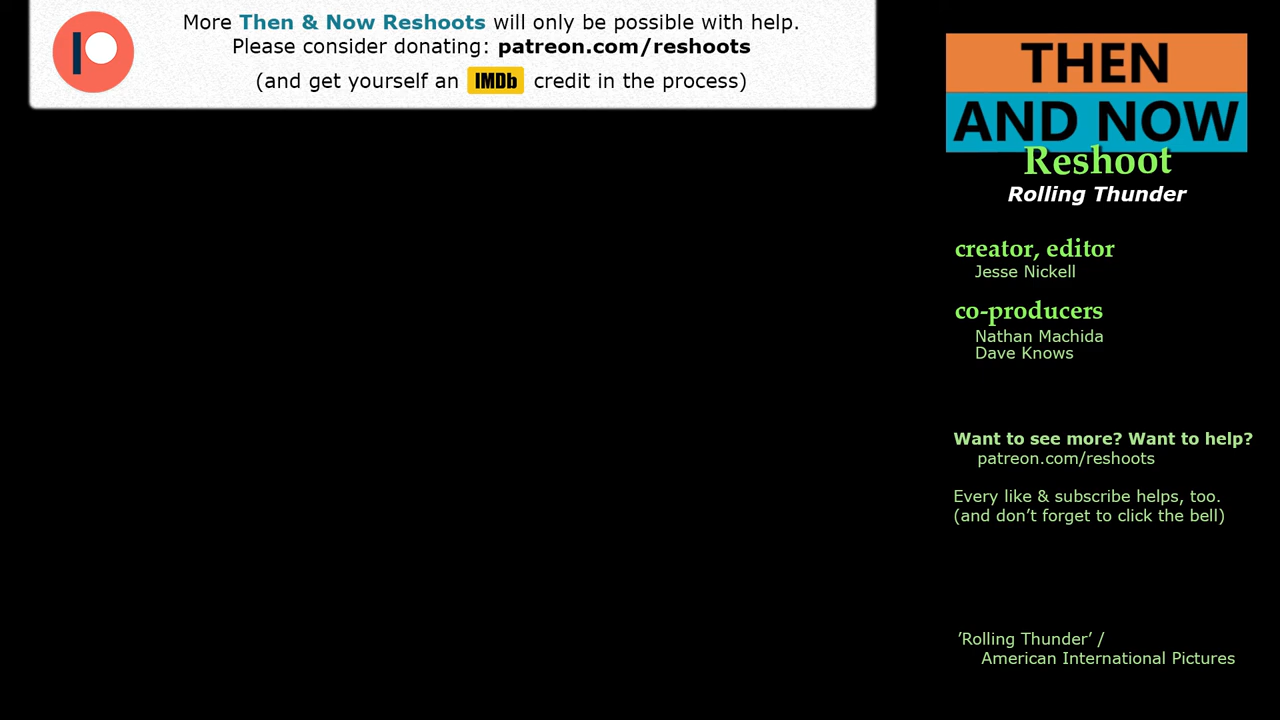 More Then & Now Reshoots will only be possible with help.
Please consider donating: patreon.com/reshoots
(and get yourself an IMDb credit in the process)
THEN
AND NOW
Reshoot
Rolling Thunder
creator, editor
Jesse Nickell
co-producers
Nathan Machida
Dave Knows
Want to see more? Want to help?
patreon.com/reshoots
Every like & subscribe helps, too.
(and don’t forget to click the bell)
’Rolling Thunder’ /
American International Pictures